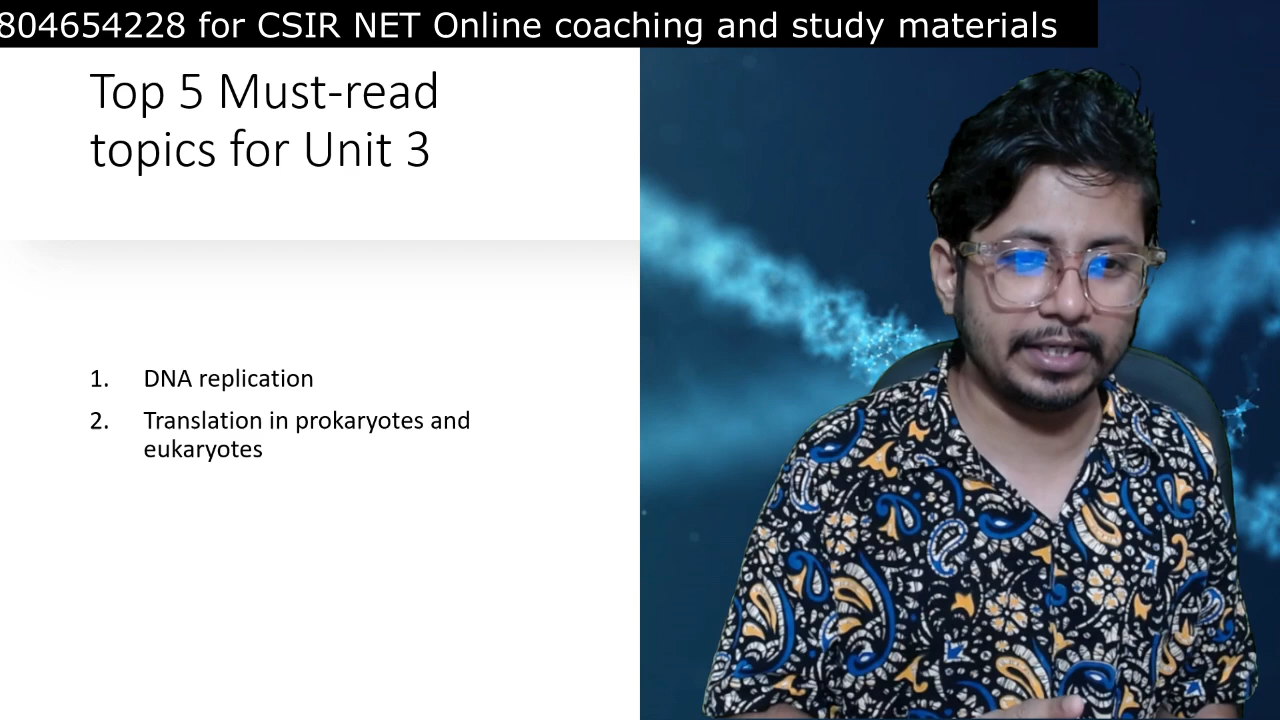 804654228 for CSIR NET Online coaching and study materials
Top 5 Must-read
topics for Unit 3
1. DNA replication
2. Translation in prokaryotes and
eukaryotes